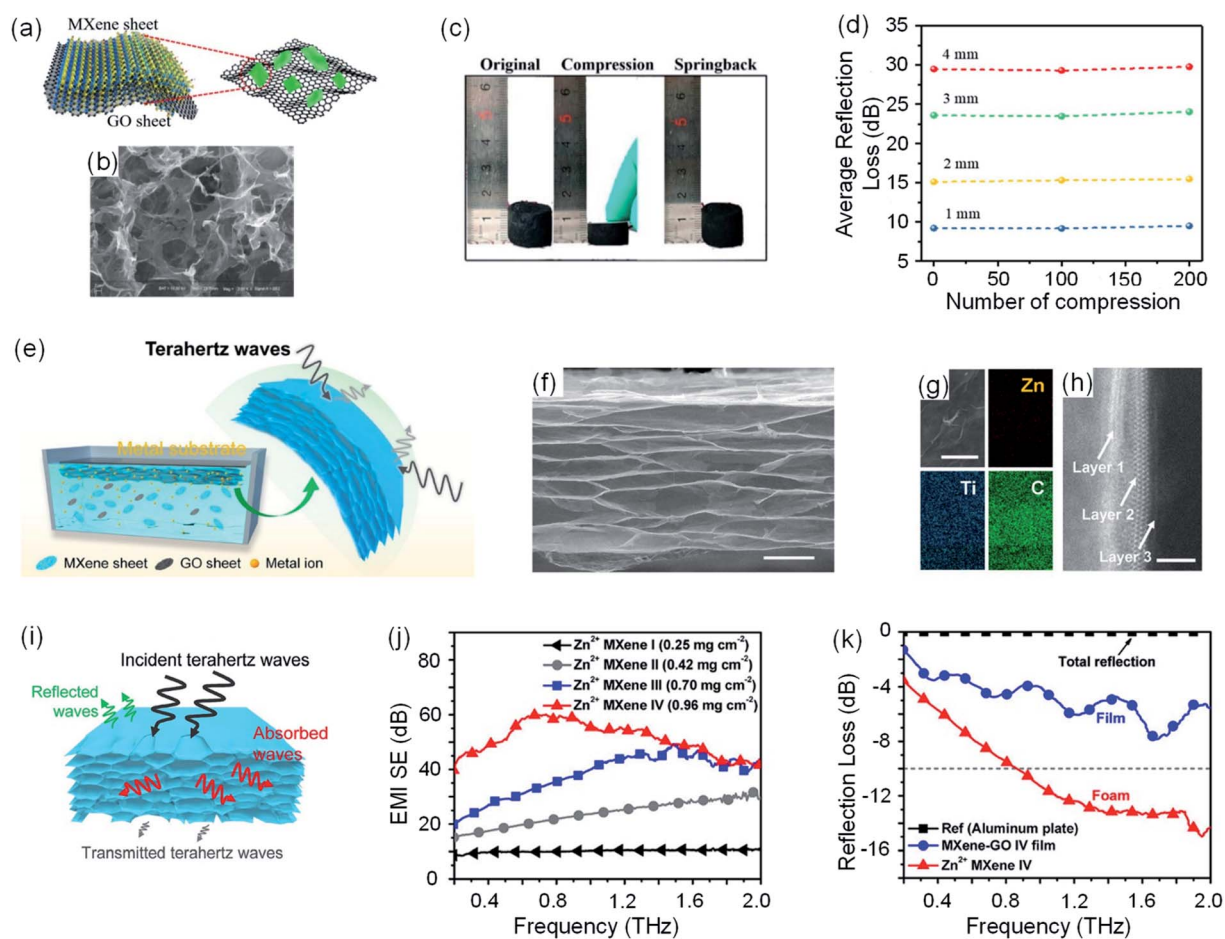 (a)
MXene sheet
GO sheet
(b)
(c)
Original Compression Springback
(d)
Average Reflection
Loss (dB)
35
30
25
20
15
10
5
4 mm
3 mm
2 mm
1 mm
0 50 100 150 200
Number of compression
(e)
Terahertz waves
Metal substrate
MXene sheet GO sheet Metal ion
(f)
(g)
Zn
Ti
C
(h)
Layer 1
Layer 2
Layer 3
(i)
Incident terahertz waves
Reflected
waves
Absorbed
waves
Transmitted terahertz waves
(j)
EMI SE (dB)
80
60
40
20
0
Zn²⁺ MXene I (0.25 mg cm⁻²)
Zn²⁺ MXene II (0.42 mg cm⁻²)
Zn²⁺ MXene III (0.70 mg cm⁻²)
Zn²⁺ MXene IV (0.96 mg cm⁻²)
0.4 0.8 1.2 1.6 2.0
Frequency (THz)
(k)
Reflection Loss (dB)
0
-4
-8
-12
-16
Total reflection
Film
Foam
Ref (Aluminum plate)
MXene-GO IV film
Zn²⁺ MXene IV
0.4 0.8 1.2 1.6 2.0
Frequency (THz)